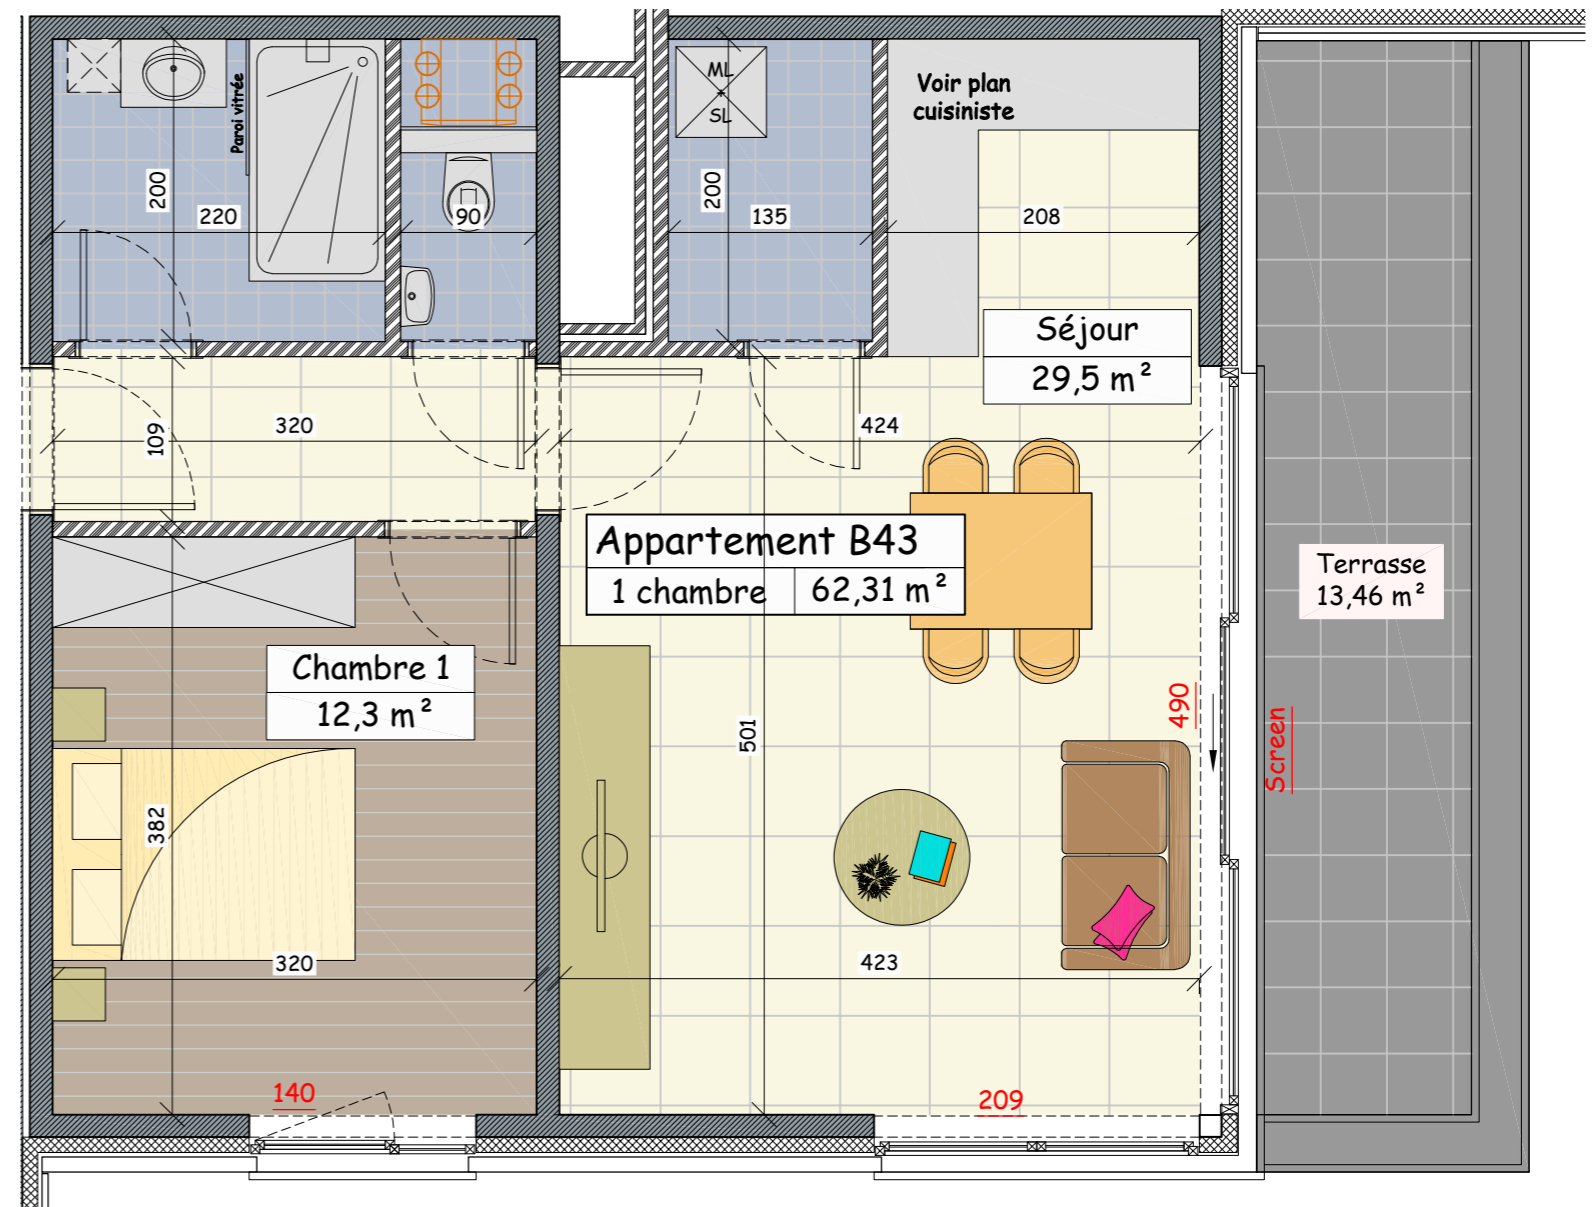 ML
SL
Voir plan
cuisiniste
Paroi vitrée
200
220
90
200
135
208
Séjour
29,5 m²
109
320
424
Appartement B43
1 chambre
62,31 m²
Terrasse
13,46 m²
Chambre 1
12,3 m²
490
Screen
501
382
320
423
140
209